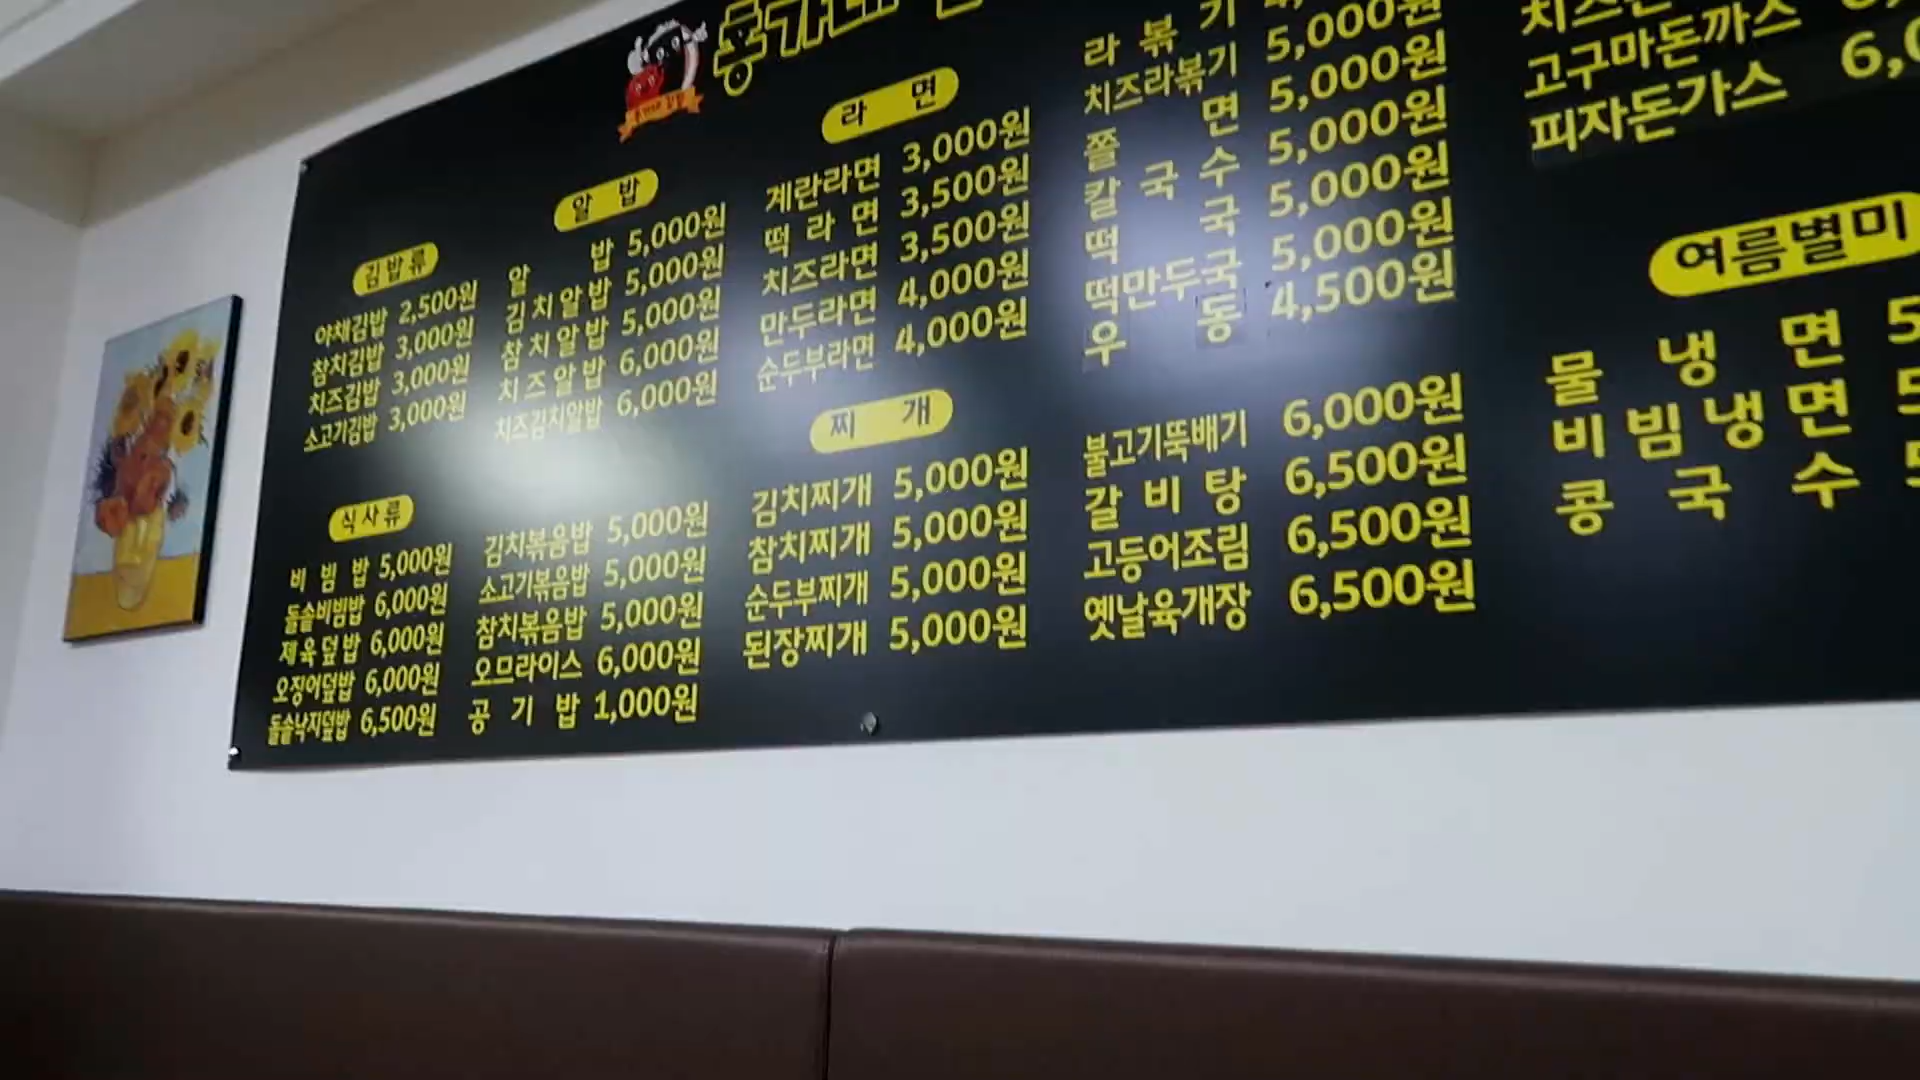 김밥류
야채김밥 2,500원
참치김밥 3,000원
치즈김밥 3,000원
소고기김밥 3,000원
알 밥
알 밥 5,000원
김치알밥 5,000원
참치알밥 5,000원
치즈알밥 6,000원
치즈김치알밥 6,000원
라 면
계란라면 3,000원
떡라면 3,500원
치즈라면 3,500원
만두라면 4,000원
순두부라면 4,000원
라볶기
치즈라볶기 5,000원
쫄면 5,000원
칼국수 5,000원
떡국 5,000원
떡만두국 5,000원
우동 4,500원
고구마돈까스
피자돈가스
식사류
비빔밥 5,000원
돌솥비빔밥 6,000원
제육덮밥 6,000원
오징어덮밥 6,000원
돌솥낙지덮밥 6,500원
김치볶음밥 5,000원
소고기볶음밥 5,000원
참치볶음밥 5,000원
오므라이스 6,000원
공기밥 1,000원
찌 개
김치찌개 5,000원
참치찌개 5,000원
순두부찌개 5,000원
된장찌개 5,000원
불고기뚝배기 6,000원
갈비탕 6,500원
고등어조림 6,500원
옛날육개장 6,500원
여름별미
물냉면
비빔냉면
콩국수